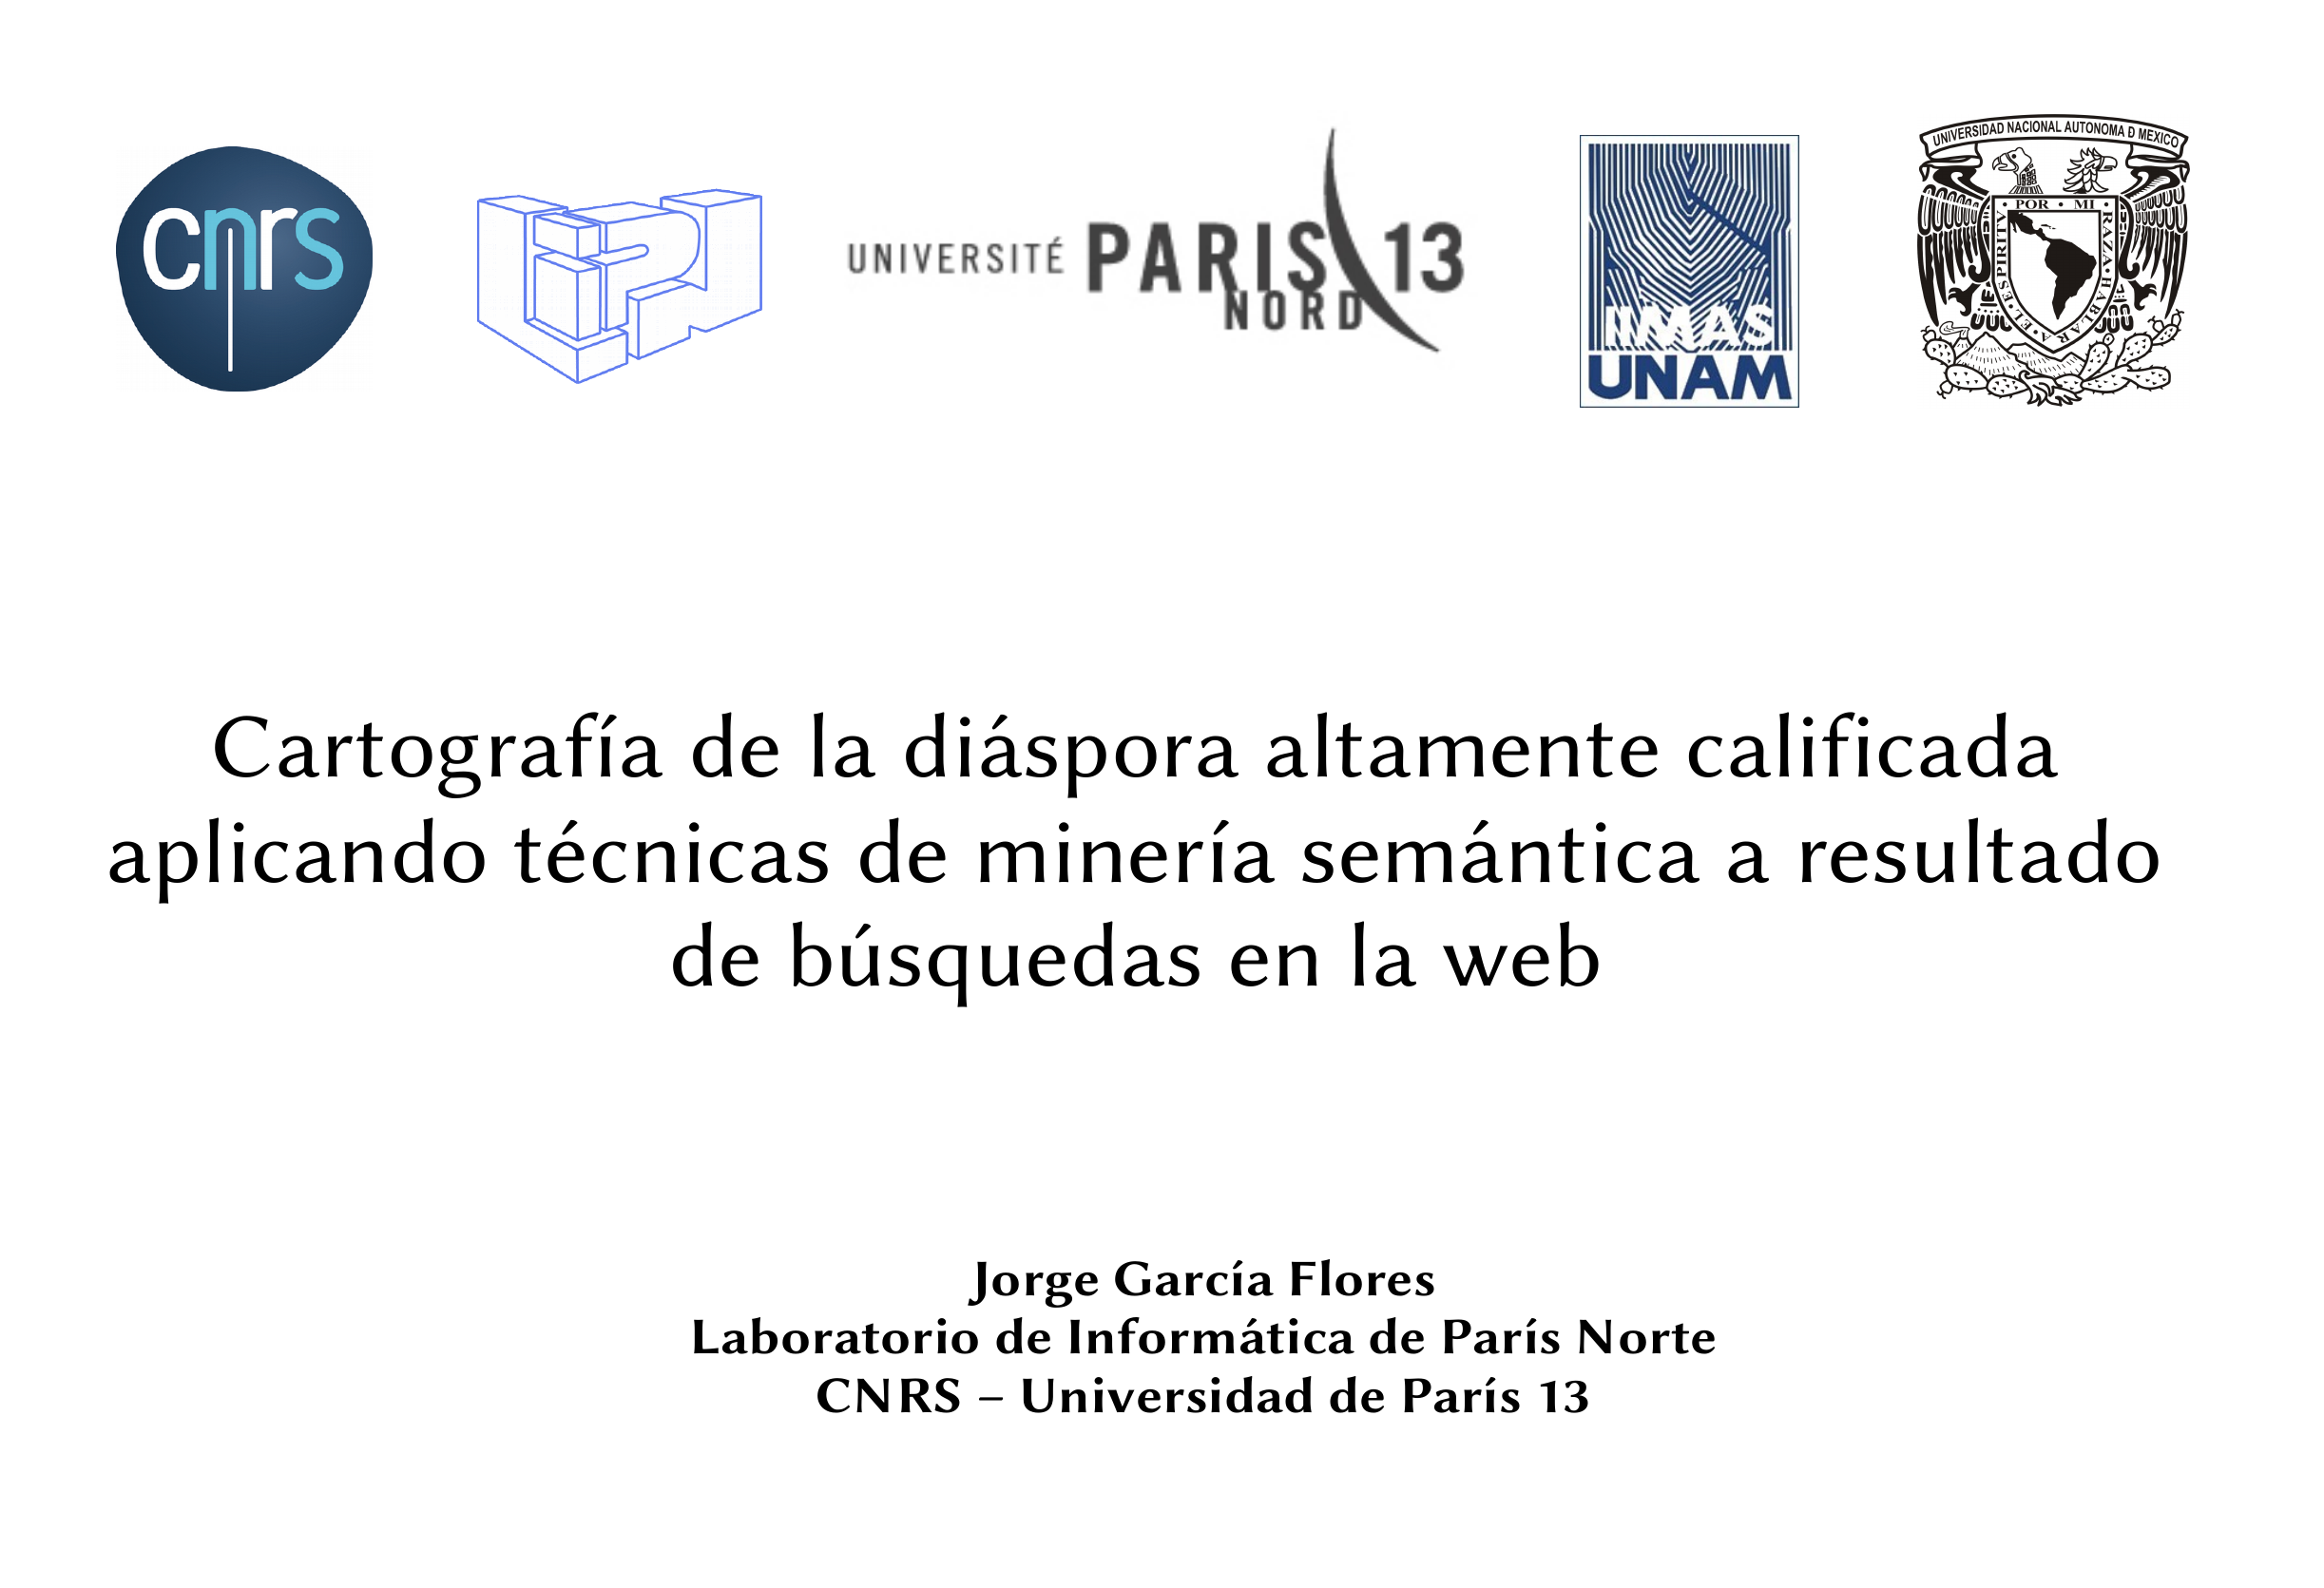 cnrs
lipn
UNIVERSITÉ PARIS 13
NORD
IIMAS
UNAM
UNIVERSIDAD NACIONAL AUTONOMA Đ MEXICO
POR • MI • RAZA • HABLARA • EL • ESPIRITV
Cartografía de la diáspora altamente calificada
aplicando técnicas de minería semántica a resultado
de búsquedas en la web
Jorge García Flores
Laboratorio de Informática de París Norte
CNRS – Universidad de París 13